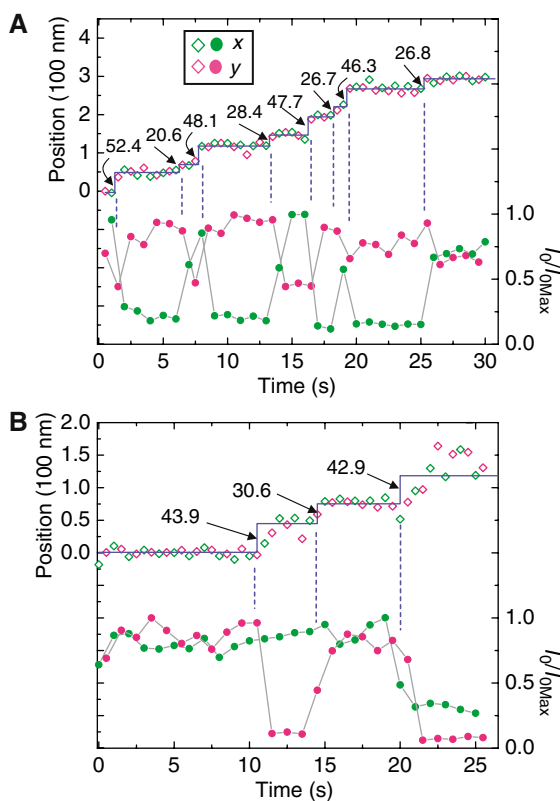 A
x
y
Position (100 nm)
4
3
2
1
0
52.4
20.6
48.1
28.4
47.7
26.7
46.3
26.8
1.0
0.5
0.0
I0/I0Max
0 5 10 15 20 25 30
Time (s)
B
Position (100 nm)
2.0
1.5
1.0
0.5
0.0
43.9
30.6
42.9
1.0
0.5
0.0
I0/I0Max
0 5 10 15 20 25
Time (s)